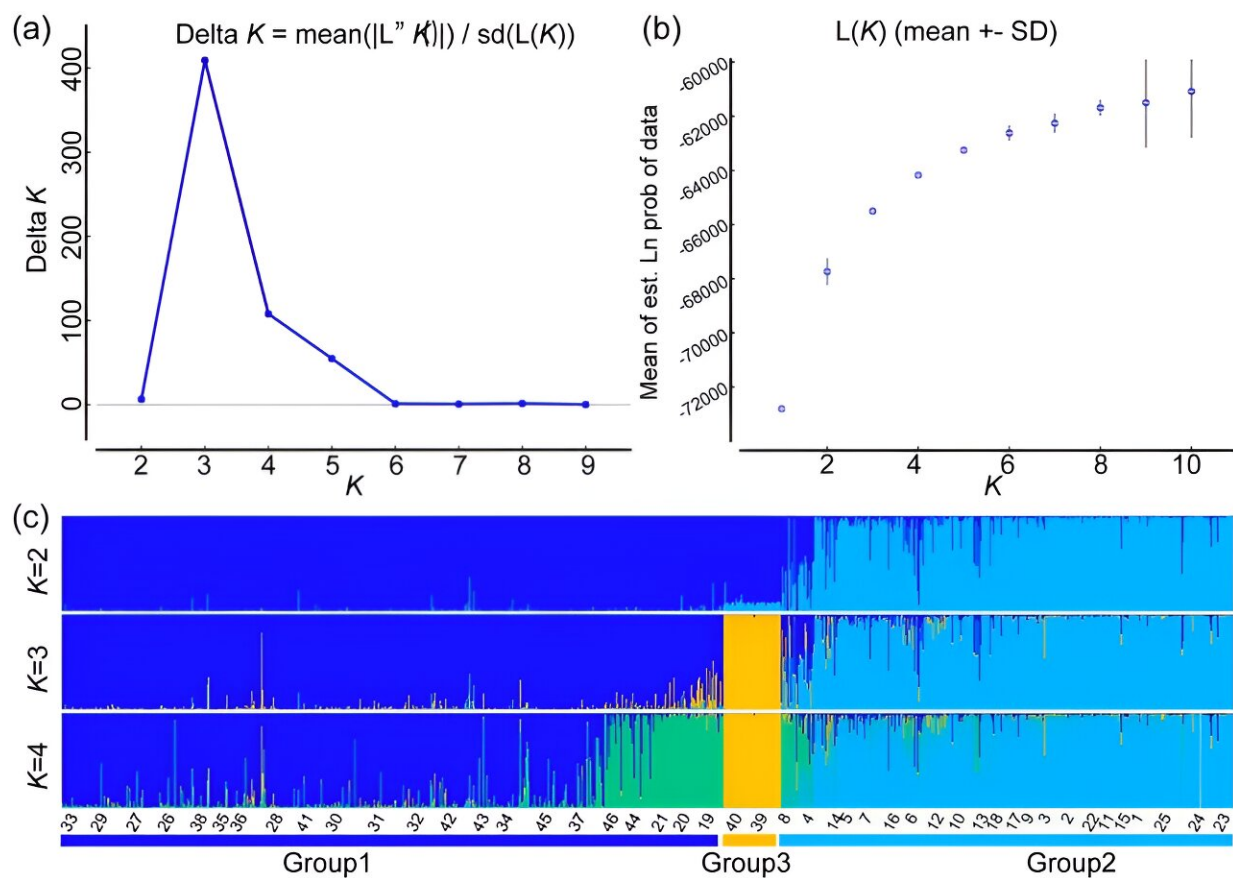 (a)
Delta K = mean(|L” K)|) / sd(L(K))
400
300
200
100
0
Delta K
2 3 4 5 6 7 8 9
K
(b)
L(K) (mean +- SD)
-60000
-62000
-64000
-66000
-68000
-70000
-72000
Mean of est. Ln prob of data
2 4 6 8 10
K
(c)
K=2
K=3
K=4
33 29 27 26 38 35 36 28 41 30 31 32 42 43 34 45 37 46 44 21 20 19 40 39 8 4 14 5 7 16 6 12 10 13 18 17 9 3 2 22 11 15 1 25 24 23
Group1 Group3 Group2